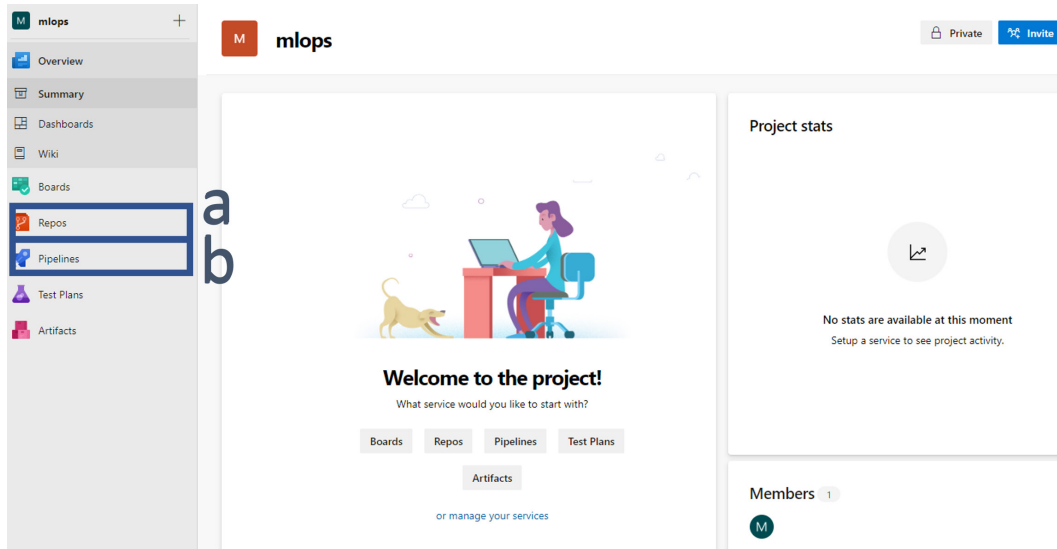 M mlops +
Overview
Summary
Dashboards
Wiki
Boards
Repos
Pipelines
Test Plans
Artifacts
a
b
M mlops
Private
Invite
Welcome to the project!
What service would you like to start with?
Boards Repos Pipelines Test Plans
Artifacts
or manage your services
Project stats
No stats are available at this moment
Setup a service to see project activity.
Members 1
M